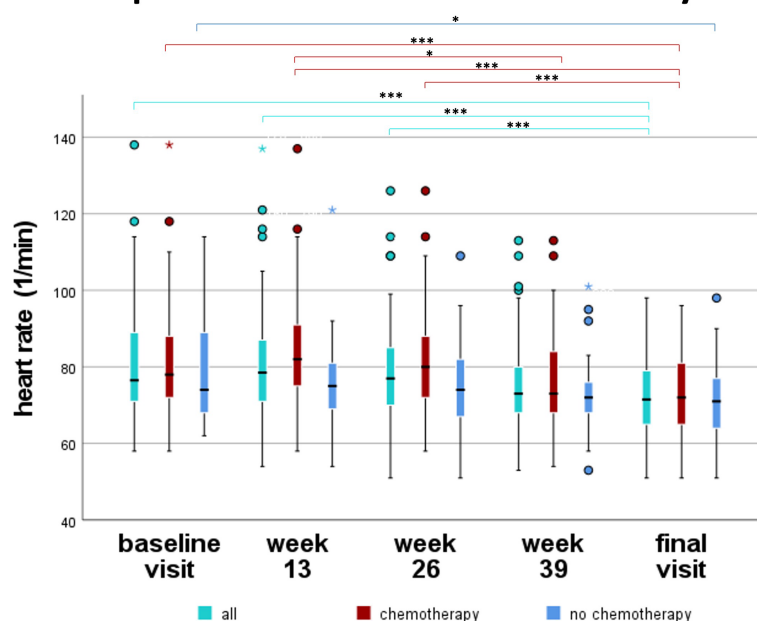 *
***
*
***
***
***
***
***
140
120
100
80
60
40
heart rate (1/min)
baseline visit
week 13
week 26
week 39
final visit
all
chemotherapy
no chemotherapy